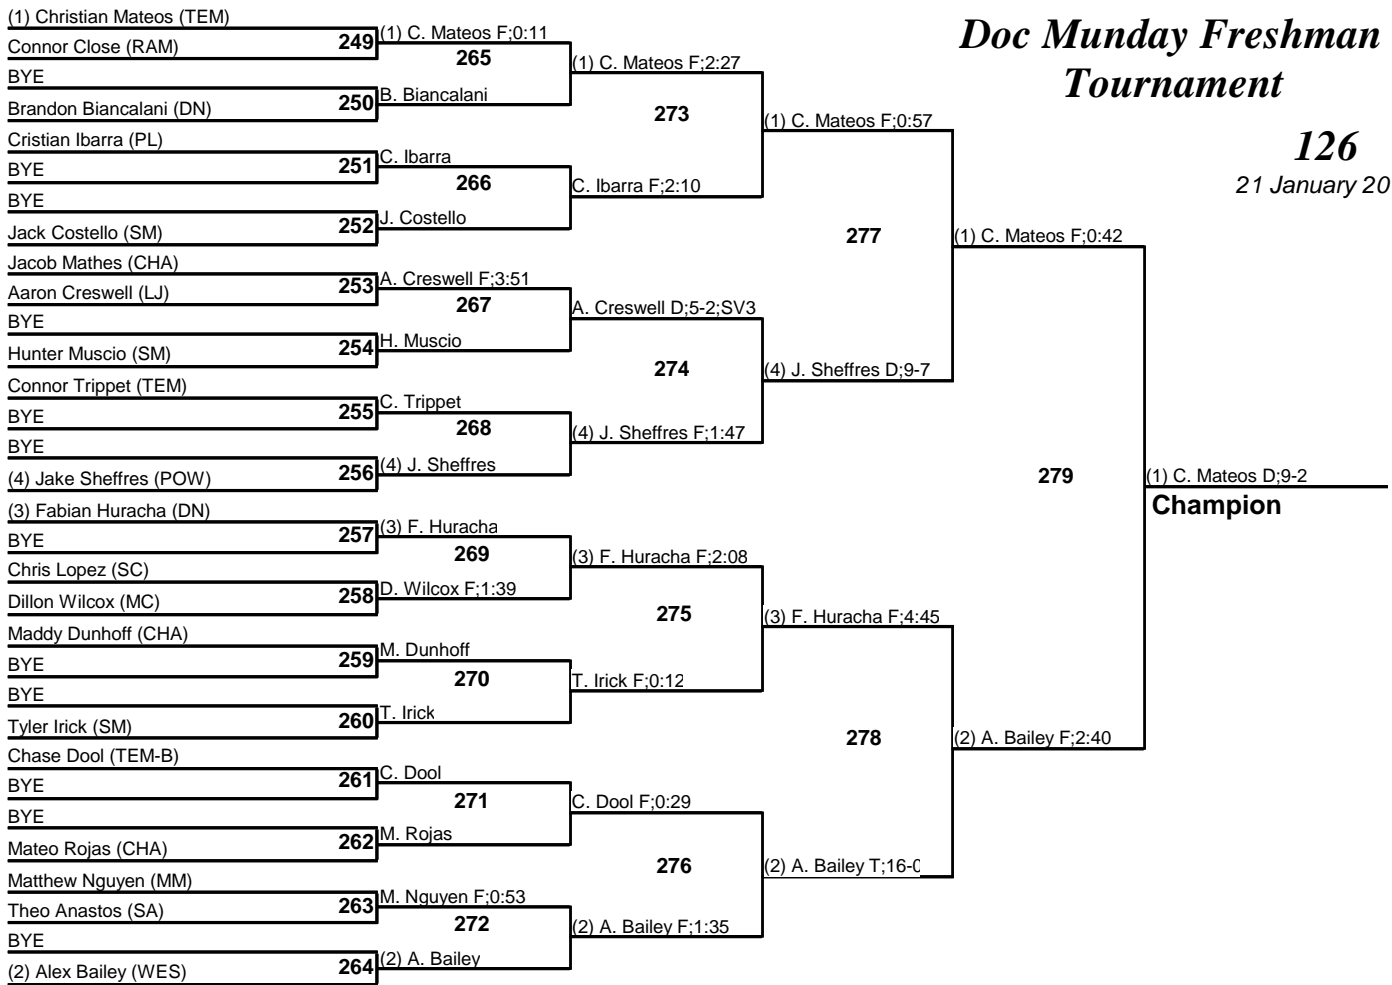 Doc Munday Freshman
Tournament
126
21 January 20
(1) Christian Mateos (TEM)
Connor Close (RAM)
BYE
Brandon Biancalani (DN)
Cristian Ibarra (PL)
BYE
BYE
Jack Costello (SM)
Jacob Mathes (CHA)
Aaron Creswell (LJ)
BYE
Hunter Muscio (SM)
Connor Trippet (TEM)
BYE
BYE
(4) Jake Sheffres (POW)
(3) Fabian Huracha (DN)
BYE
Chris Lopez (SC)
Dillon Wilcox (MC)
Maddy Dunhoff (CHA)
BYE
BYE
Tyler Irick (SM)
Chase Dool (TEM-B)
BYE
BYE
Mateo Rojas (CHA)
Matthew Nguyen (MM)
Theo Anastos (SA)
BYE
(2) Alex Bailey (WES)
249
250
251
252
253
254
255
256
257
258
259
260
261
262
263
264
(1) C. Mateos F;0:11
265
B. Biancalani
C. Ibarra
266
J. Costello
A. Creswell F;3:51
267
H. Muscio
C. Trippet
268
(4) J. Sheffres
(3) F. Huracha
269
D. Wilcox F;1:39
M. Dunhoff
270
T. Irick
C. Dool
271
M. Rojas
M. Nguyen F;0:53
272
(2) A. Bailey
(1) C. Mateos F;2:27
273
C. Ibarra F;2:10
A. Creswell D;5-2;SV3
274
(4) J. Sheffres F;1:47
(3) F. Huracha F;2:08
275
T. Irick F;0:12
C. Dool F;0:29
276
(2) A. Bailey F;1:35
(1) C. Mateos F;0:57
277
(4) J. Sheffres D;9-7
(3) F. Huracha F;4:45
278
(2) A. Bailey T;16-0
(1) C. Mateos F;0:42
279
(2) A. Bailey F;2:40
(1) C. Mateos D;9-2
Champion